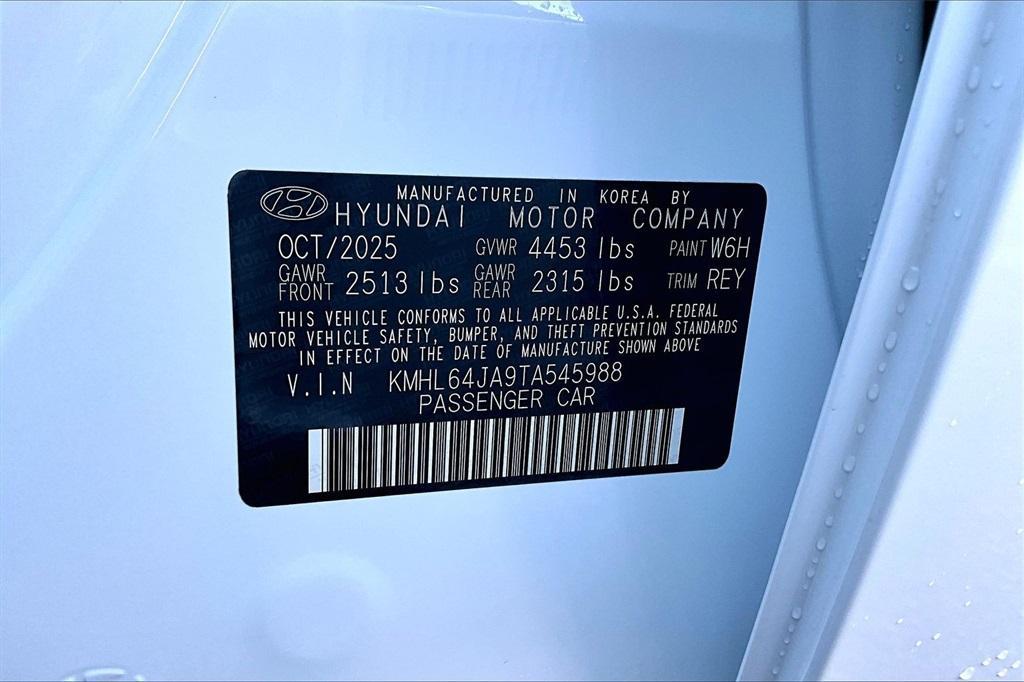 MANUFACTURED IN KOREA BY
HYUNDAI MOTOR COMPANY
OCT/2025 GVWR 4453 lbs PAINT W6H
GAWR FRONT 2513 lbs GAWR REAR 2315 lbs TRIM REY
THIS VEHICLE CONFORMS TO ALL APPLICABLE U.S.A. FEDERAL
MOTOR VEHICLE SAFETY, BUMPER, AND THEFT PREVENTION STANDARDS
IN EFFECT ON THE DATE OF MANUFACTURE SHOWN ABOVE
V.I.N KMHL64JA9TA545988
PASSENGER CAR